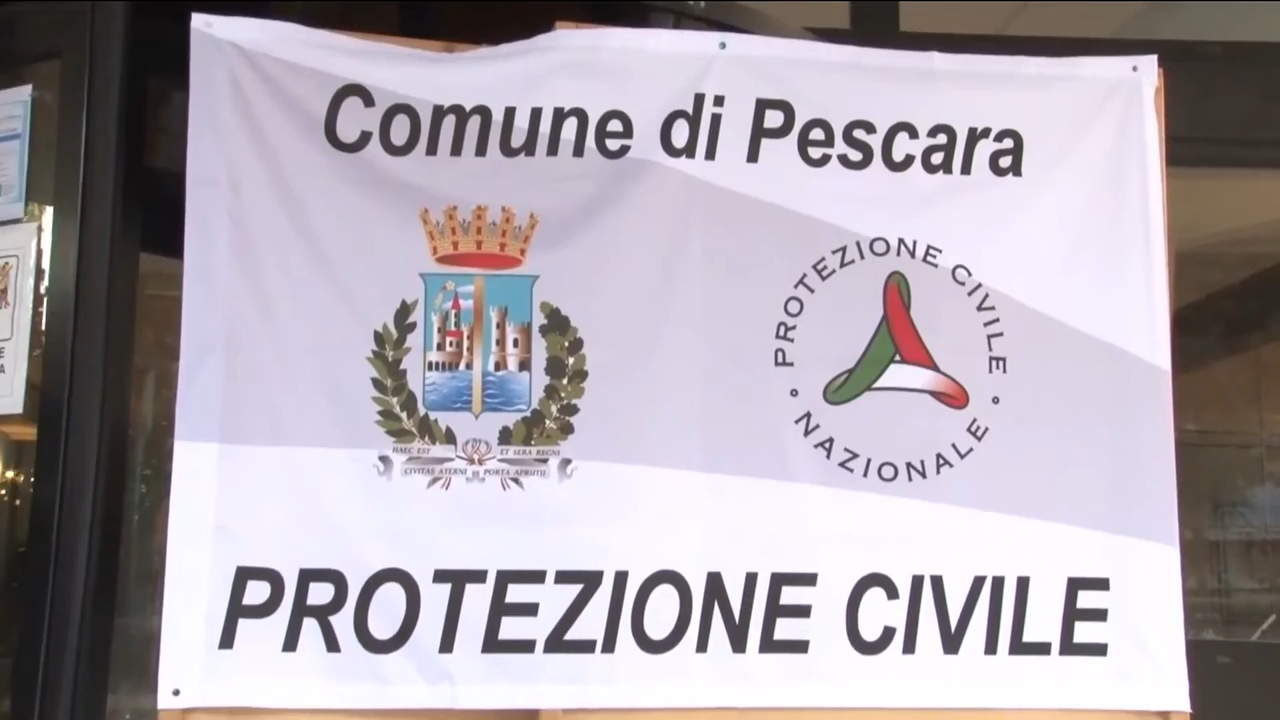 Comune di Pescara
PROTEZIONE CIVILE
NAZIONALE
HAEC EST ET SERA REGNI
CIVITAS ATERNI PORTA APRUTII
PROTEZIONE CIVILE
E
A